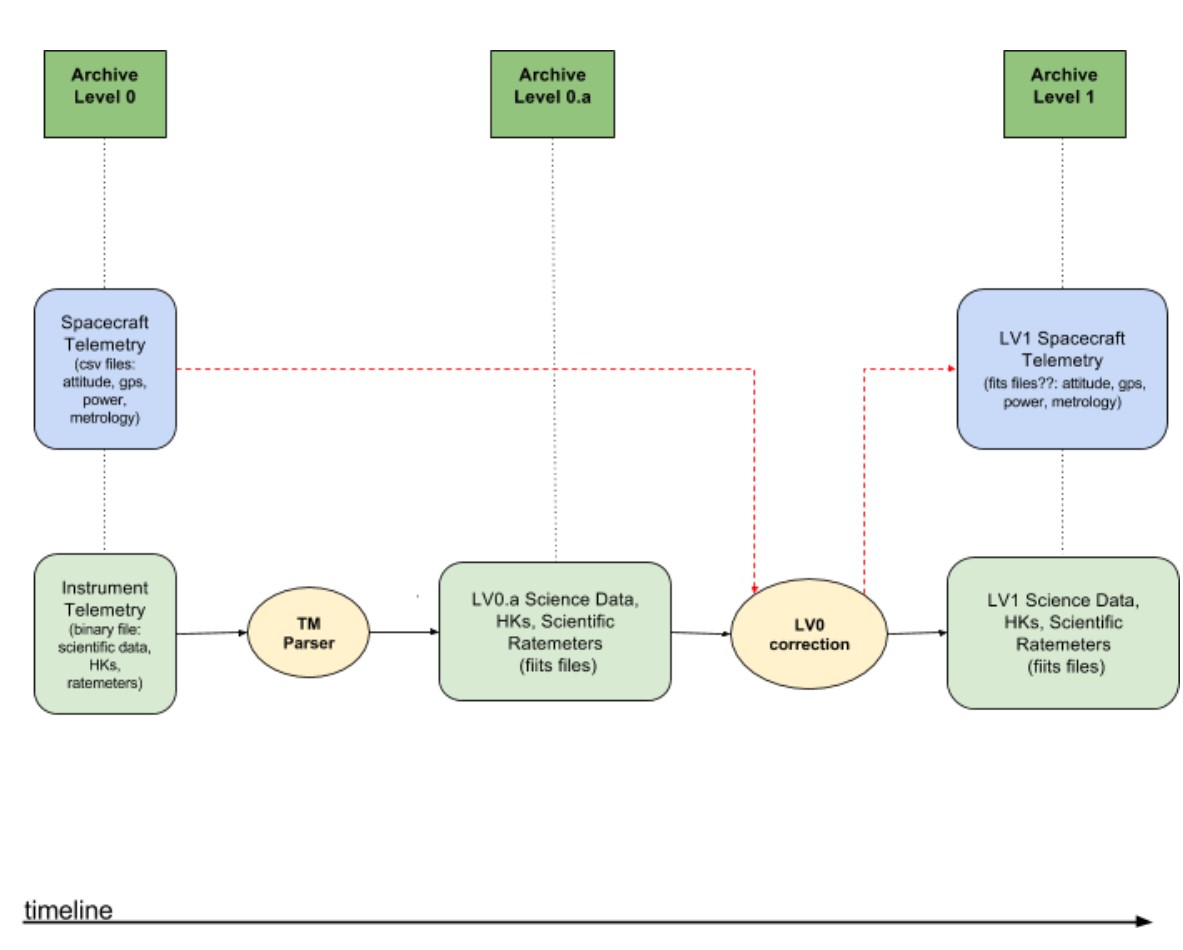 Archive
Level 0
Archive
Level 0.a
Archive
Level 1
Spacecraft
Telemetry
(csv files:
attitude, gps,
power,
metrology)
LV1 Spacecraft
Telemetry
(fits files??: attitude, gps,
power, metrology)
Instrument
Telemetry
(binary file:
scientific data,
HKs,
ratemeters)
TM
Parser
LV0.a Science Data,
HKs, Scientific
Ratemeters
(fiits files)
LV0
correction
LV1 Science Data,
HKs, Scientific
Ratemeters
(fiits files)
timeline